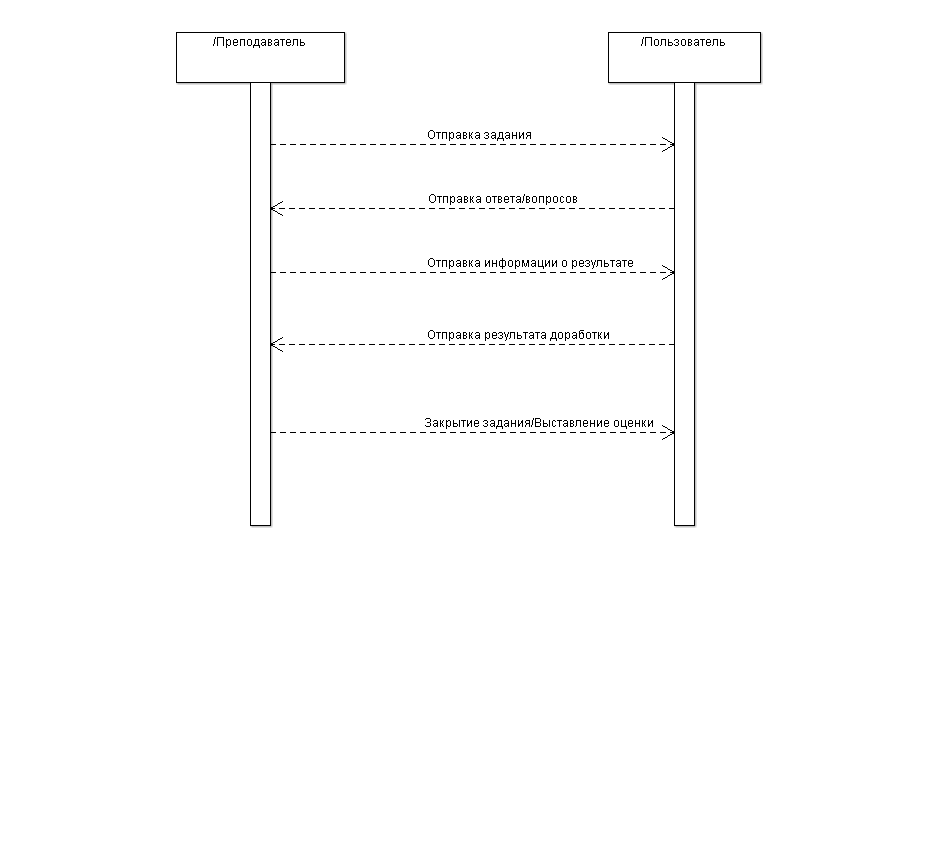 /Преподаватель
/Пользователь
Отправка задания
Отправка ответа/вопросов
Отправка информации о результате
Отправка результата доработки
Закрытие задания/Выставление оценки